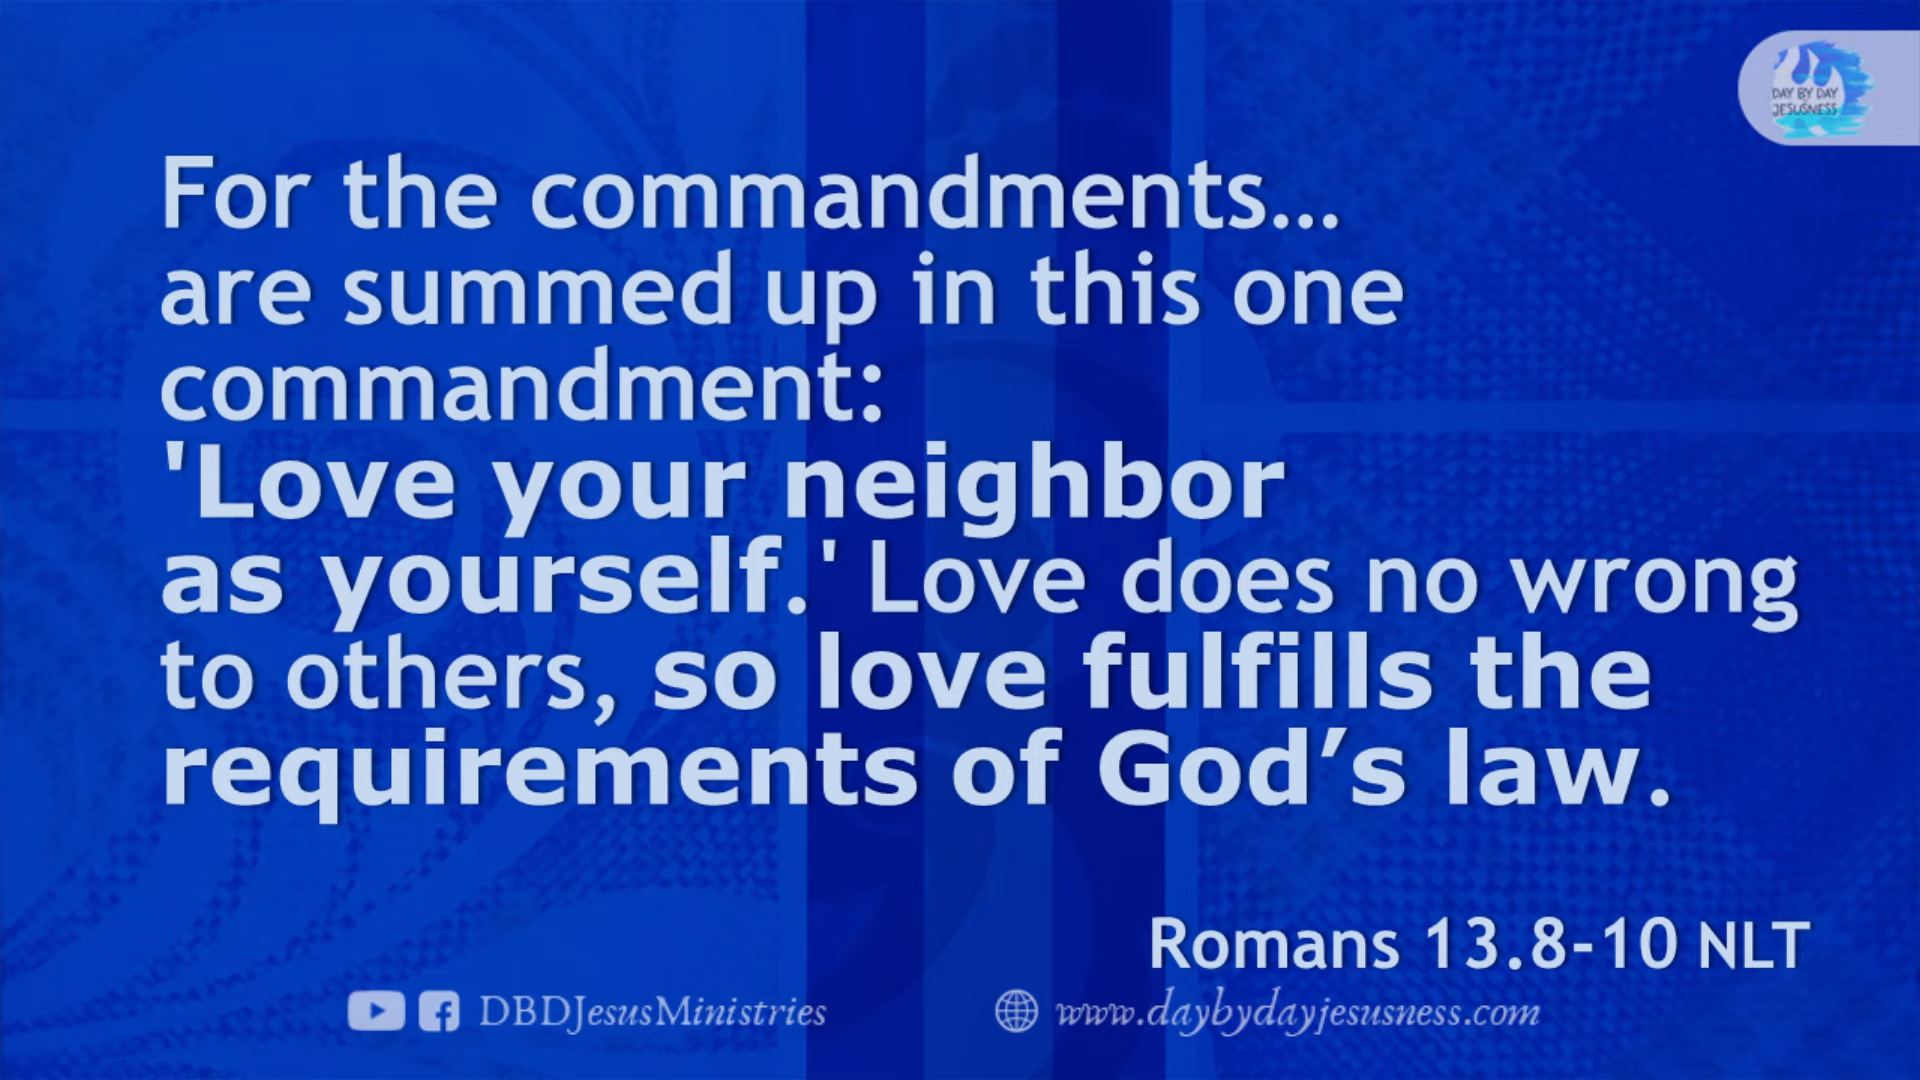 DAY BY DAY
JESUSNESS
For the commandments...
are summed up in this one
commandment:
'Love your neighbor
as yourself.' Love does no wrong
to others, so love fulfills the
requirements of God’s law.
Romans 13.8-10 NLT
DBDJesusMinistries
www.daybydayjesusness.com